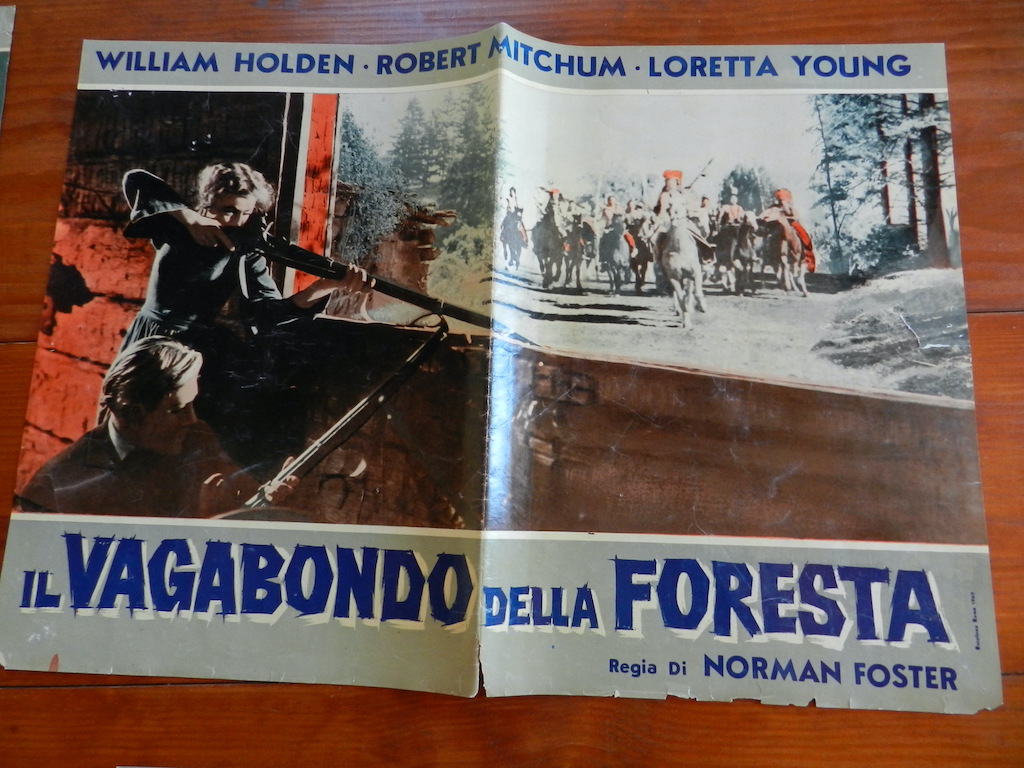 WILLIAM HOLDEN · ROBERT MITCHUM · LORETTA YOUNG
IL VAGABONDO DELLA FORESTA
Regia Di NORMAN FOSTER